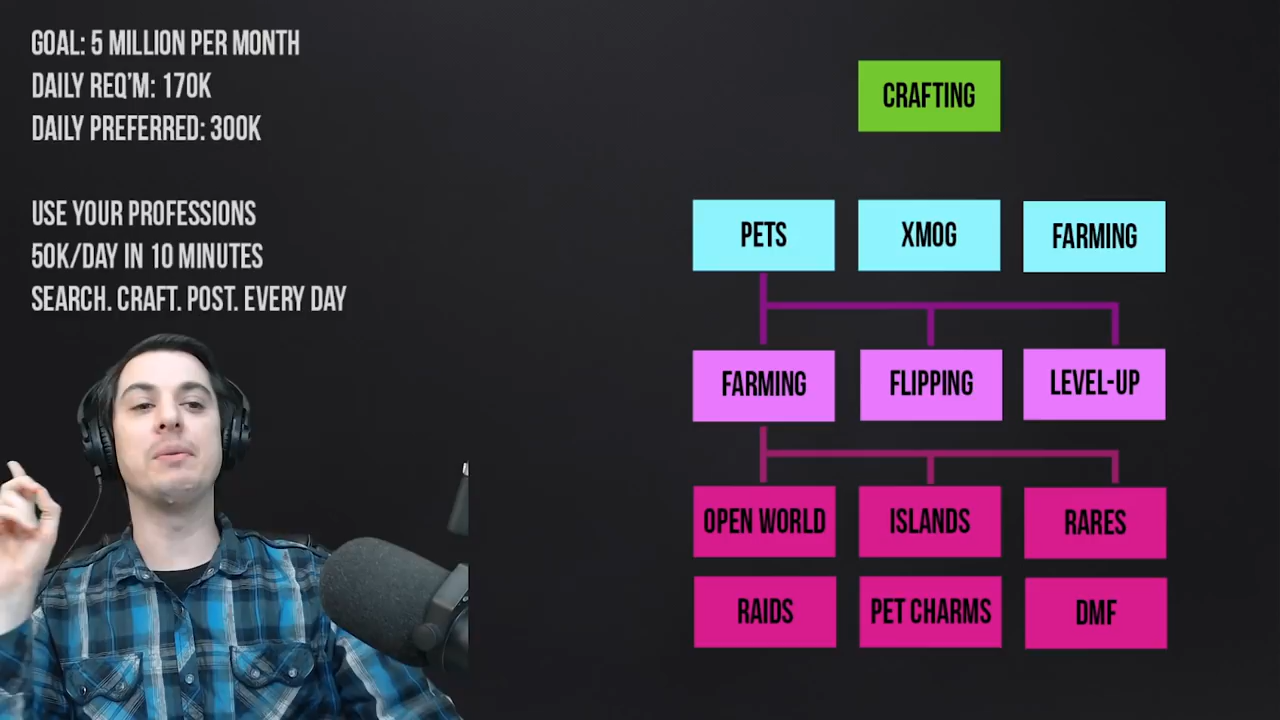 GOAL: 5 MILLION PER MONTH
DAILY REQ'M: 170K
DAILY PREFERRED: 300K
USE YOUR PROFESSIONS
50K/DAY IN 10 MINUTES
SEARCH. CRAFT. POST. EVERY DAY
CRAFTING
PETS XMOG FARMING
FARMING FLIPPING LEVEL-UP
OPEN WORLD ISLANDS RARES
RAIDS PET CHARMS DMF